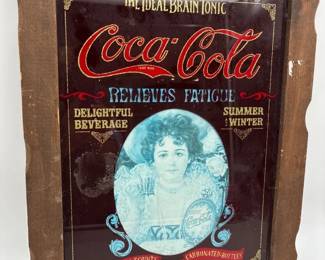 THE IDEAL BRAIN TONIC
Coca-Cola
RELIEVES FATIGUE
DELIGHTFUL
BEVERAGE
SUMMER
WINTER
CARBONATED BOTTLES